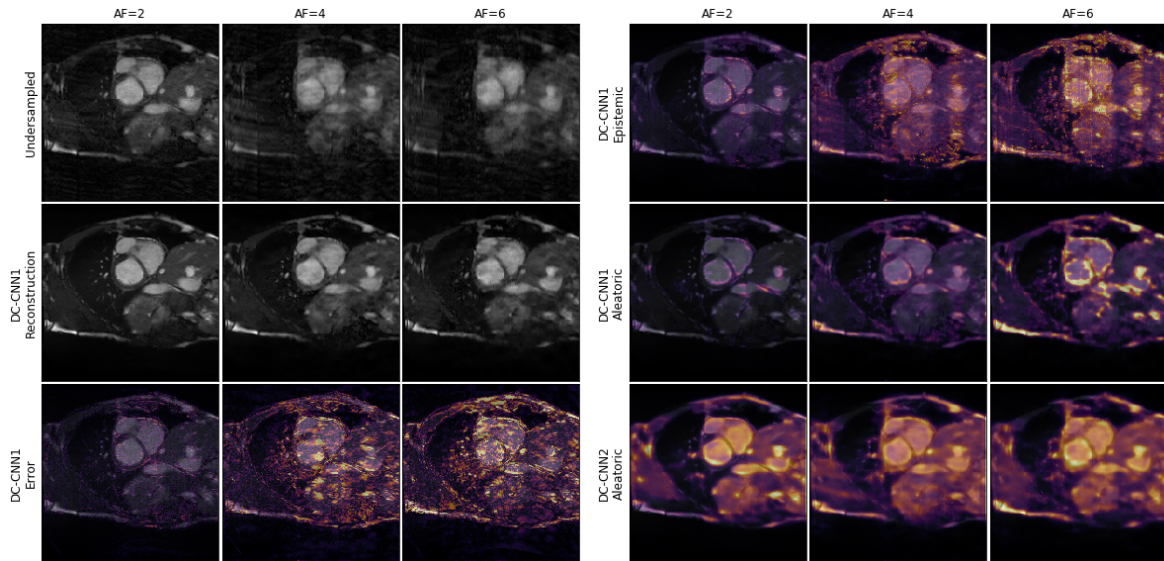 AF=2
AF=4
AF=6
Undersampled
DC-CNN1
Reconstruction
DC-CNN1
Error
AF=2
AF=4
AF=6
DC-CNN1
Epistemic
DC-CNN1
Aleatoric
DC-CNN2
Aleatoric